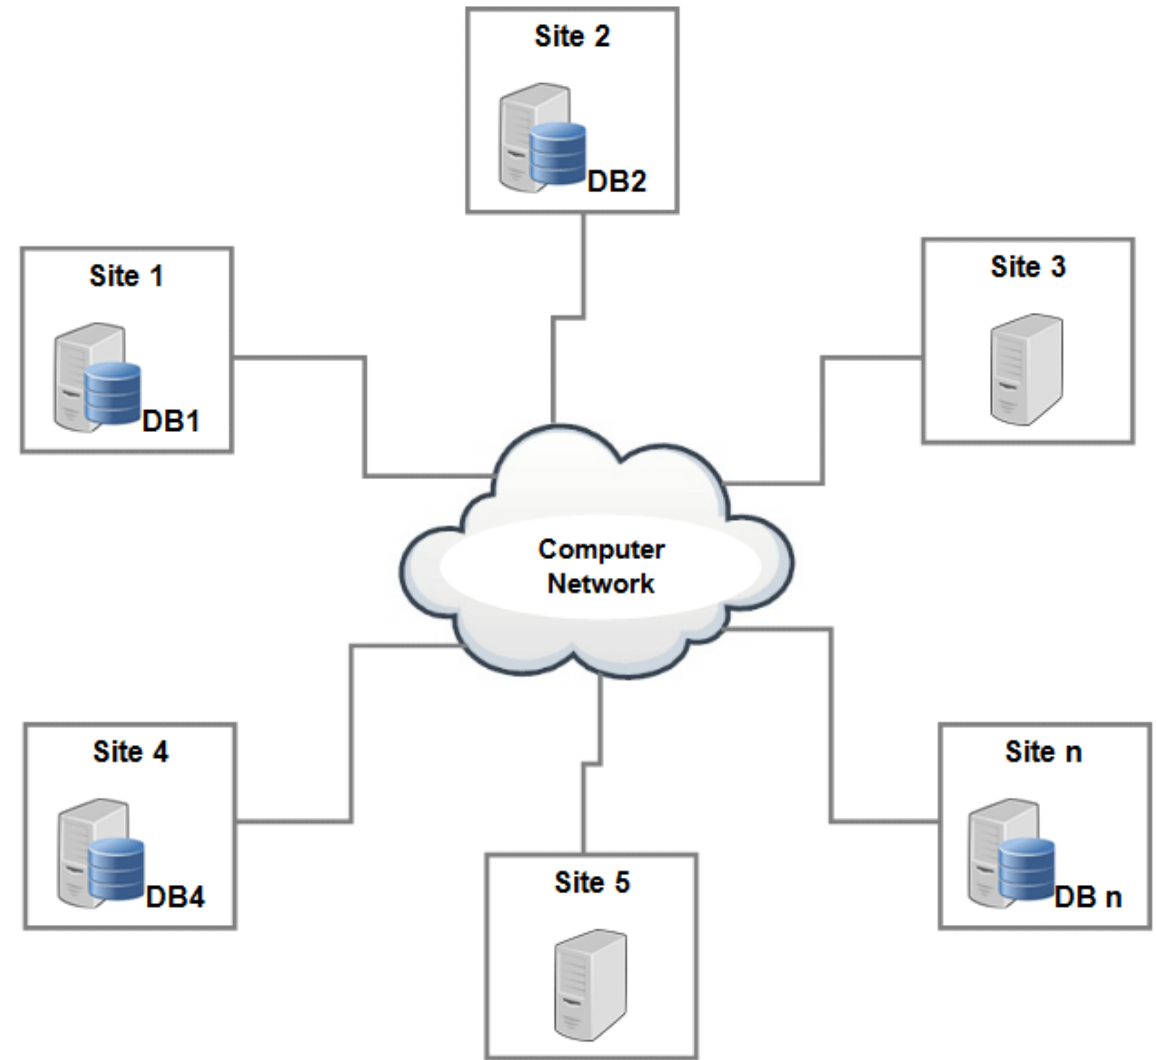 Site 2
DB2
Site 1
DB1
Site 3
Computer
Network
Site 4
DB4
Site 5
Site n
DB n